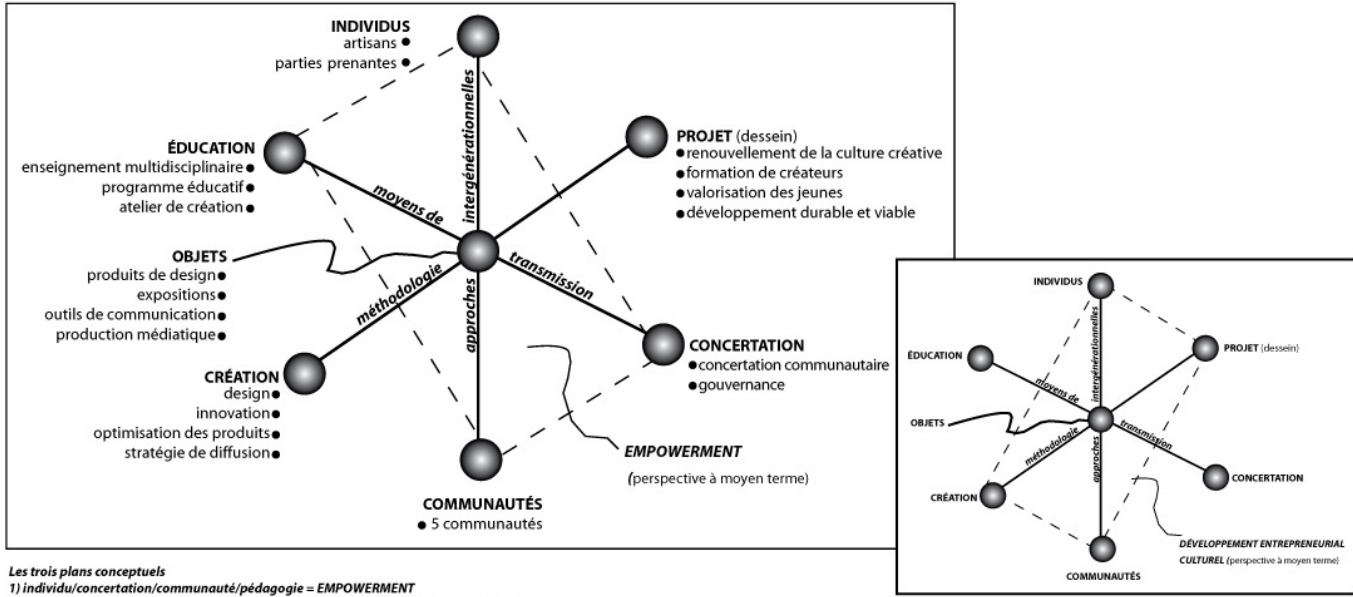 INDIVIDUS
artisans ●
parties prenantes ●
ÉDUCATION
enseignement multidisciplinaire ●
programme éducatif ●
atelier de création ●
OBJETS
produits de design ●
expositions ●
outils de communication ●
production médiatique ●
CRÉATION
design ●
innovation ●
optimisation des produits ●
stratégie de diffusion ●
moyens de
intergénérationnelles
méthodologie
approches
transmission
PROJET (dessein)
● renouvellement de la culture créative
● formation de créateurs
● valorisation des jeunes
● développement durable et viable
CONCERTATION
● concertation communautaire
● gouvernance
EMPOWERMENT
(perspective à moyen terme)
COMMUNAUTÉS
● 5 communautés
INDIVIDUS
ÉDUCATION
PROJET (dessein)
moyens de
intergénérationnelles
OBJETS
méthodologie
approches
transmission
CRÉATION
CONCERTATION
DÉVELOPPEMENT ENTREPRENEURIAL
CULTUREL (perspective à moyen terme)
COMMUNAUTÉS
Les trois plans conceptuels
1) individu/concertation/communauté/pédagogie = EMPOWERMENT